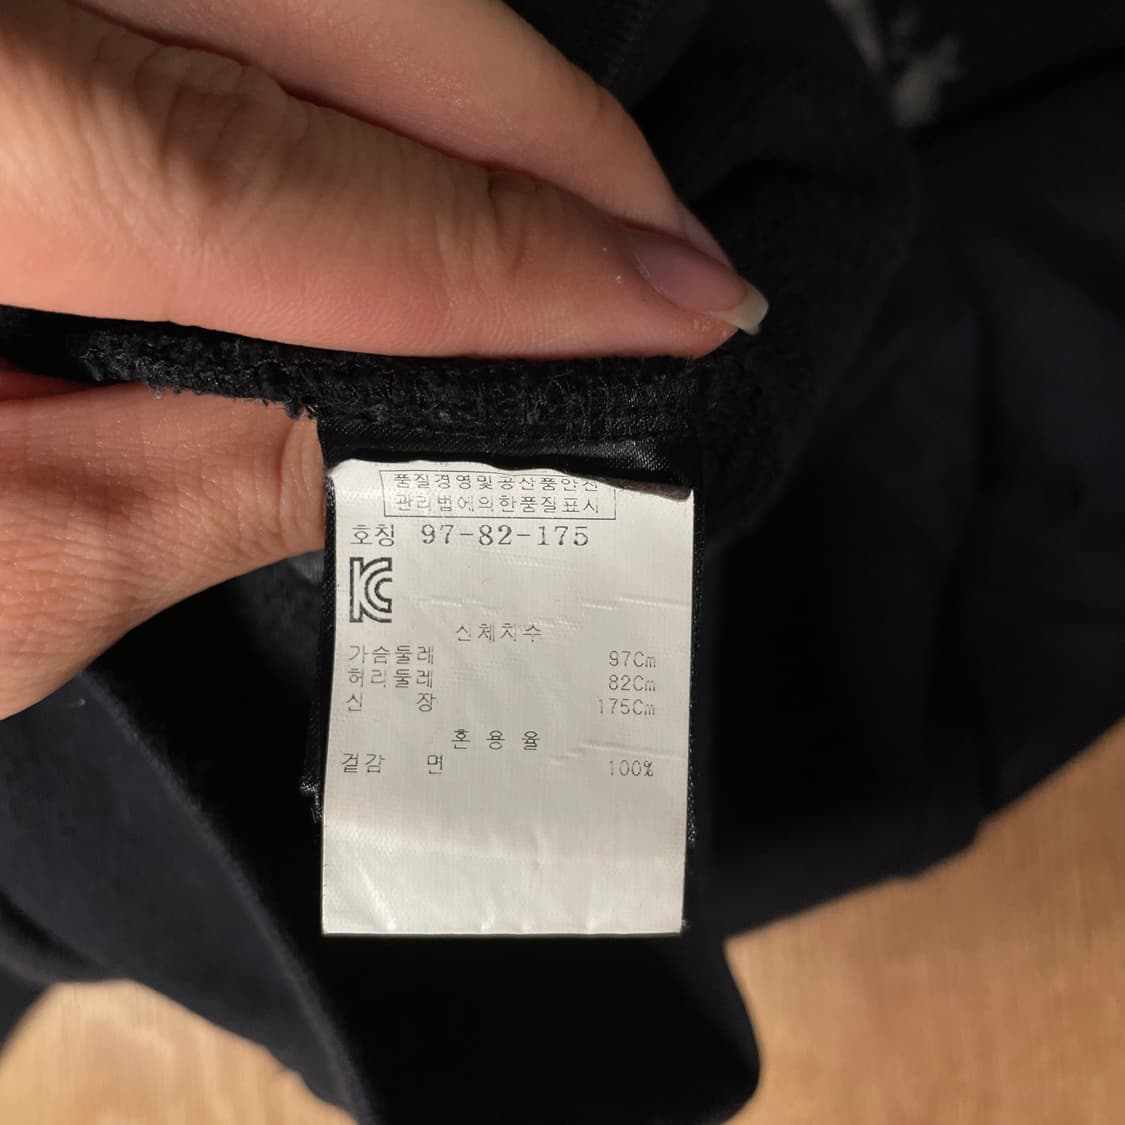 품질경영및공산품안전
관리법에의한품질표시
호칭 97-82-175
KC
신체치수
가슴둘레 97Cm
허리둘레 82Cm
신 장 175Cm
혼 용 율
겉감 면 100%